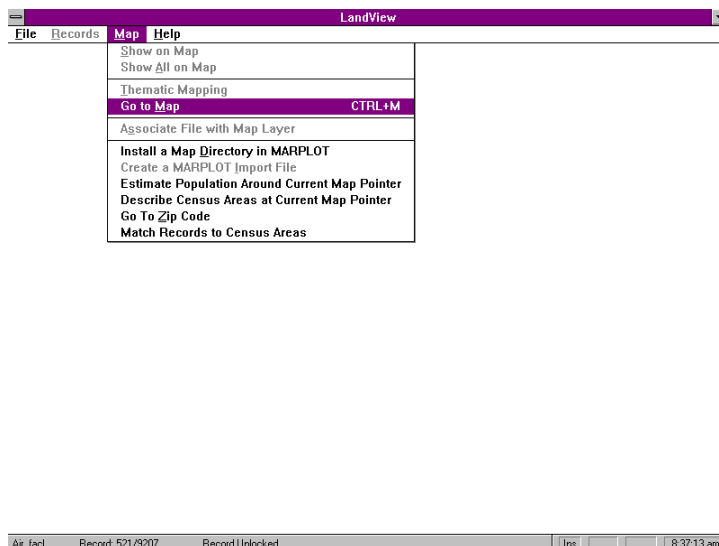 LandView
File Records Map Help
Show on Map
Show All on Map
Thematic Mapping
Go to Map CTRL+M
Associate File with Map Layer
Install a Map Directory in MARPLOT
Create a MARPLOT Import File
Estimate Population Around Current Map Pointer
Describe Census Areas at Current Map Pointer
Go To Zip Code
Match Records to Census Areas
Air_facl Record: 521/9207 Record Unlocked Ins 8:37:13 am